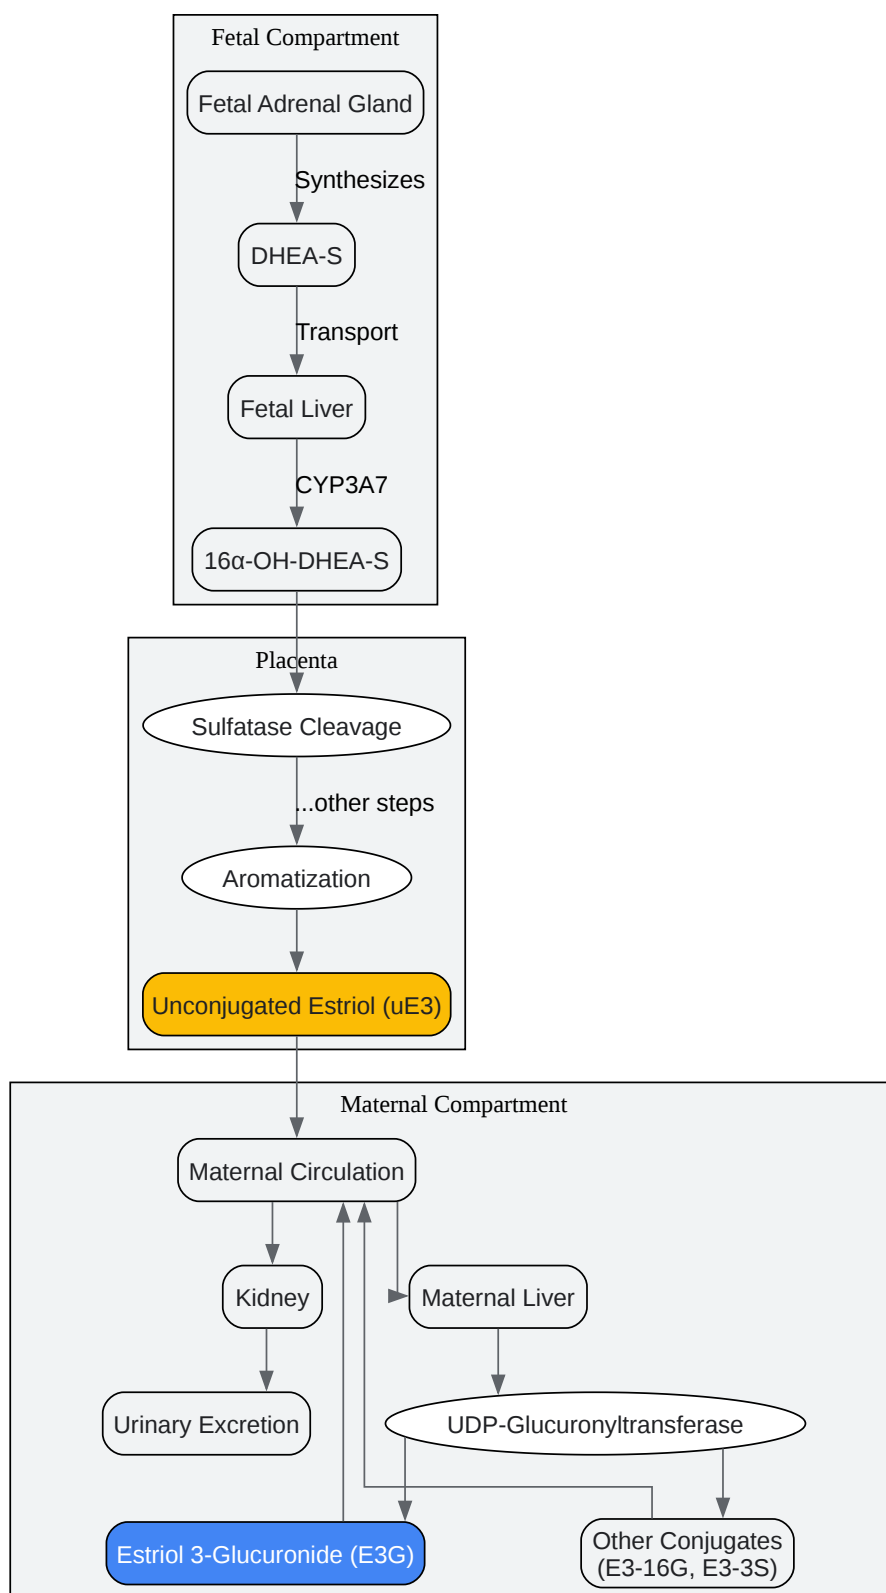 Fetal Compartment
Fetal Adrenal Gland
Synthesizes
DHEA-S
Transport
Fetal Liver
CYP3A7
16α-OH-DHEA-S
Placenta
Sulfatase Cleavage
...other steps
Aromatization
Unconjugated Estriol (uE3)
Maternal Compartment
Maternal Circulation
Kidney
Maternal Liver
Urinary Excretion
UDP-Glucuronyltransferase
Estriol 3-Glucuronide (E3G)
Other Conjugates
(E3-16G, E3-3S)